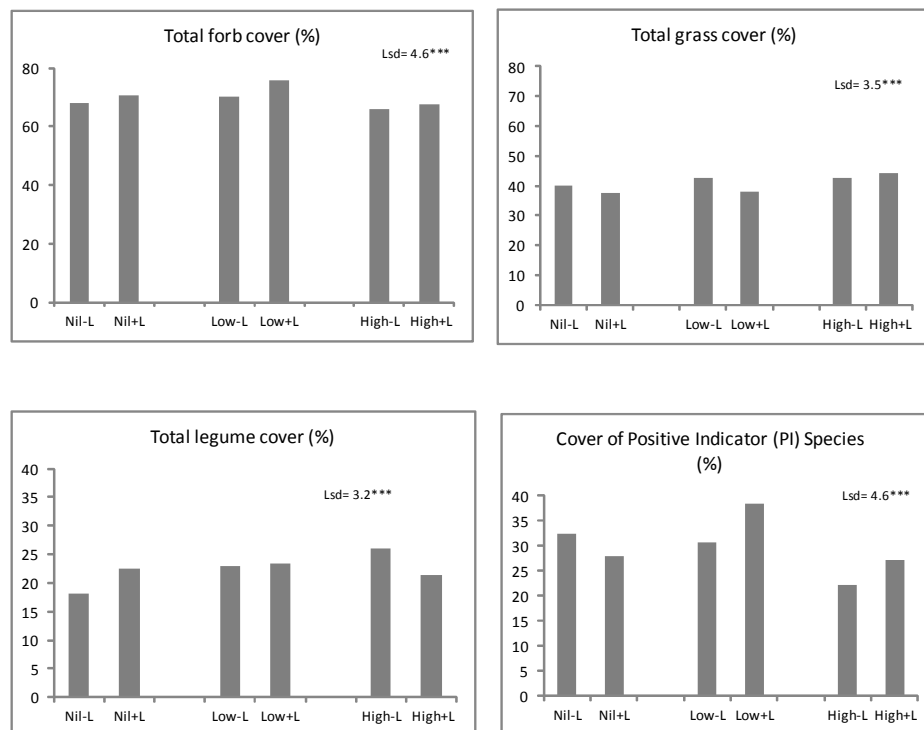 Total forb cover (%)
Lsd= 4.6***
80
60
40
20
0
Nil-L Nil+L Low-L Low+L High-L High+L
Total grass cover (%)
Lsd= 3.5***
80
70
60
50
40
30
20
10
0
Nil-L Nil+L Low-L Low+L High-L High+L
Total legume cover (%)
Lsd= 3.2***
40
35
30
25
20
15
10
5
0
Nil-L Nil+L Low-L Low+L High-L High+L
Cover of Positive Indicator (PI) Species
(%)
Lsd= 4.6***
40
35
30
25
20
15
10
5
0
Nil-L Nil+L Low-L Low+L High-L High+L